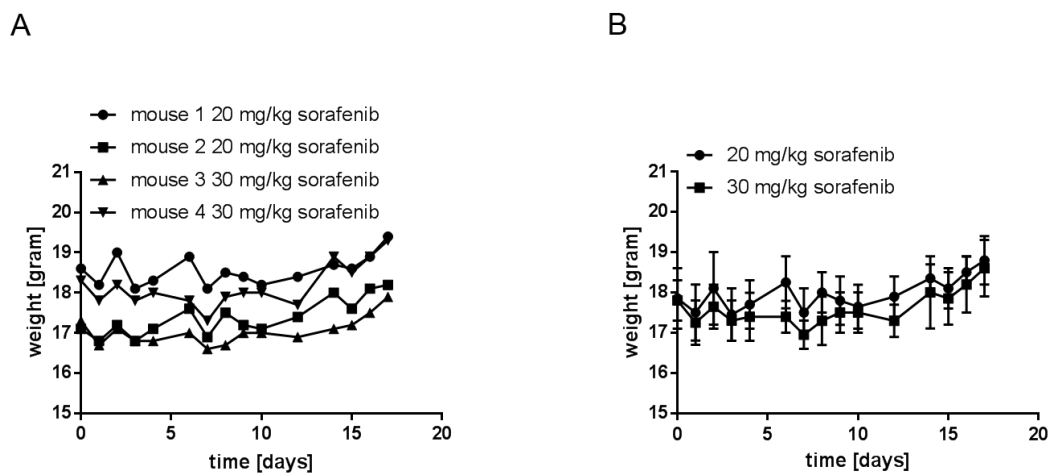 A
B
mouse 1 20 mg/kg sorafenib
mouse 2 20 mg/kg sorafenib
mouse 3 30 mg/kg sorafenib
mouse 4 30 mg/kg sorafenib
weight [gram]
21
20
19
18
17
16
15
0
5
10
15
20
time [days]
20 mg/kg sorafenib
30 mg/kg sorafenib
weight [gram]
21
20
19
18
17
16
15
0
5
10
15
20
time [days]